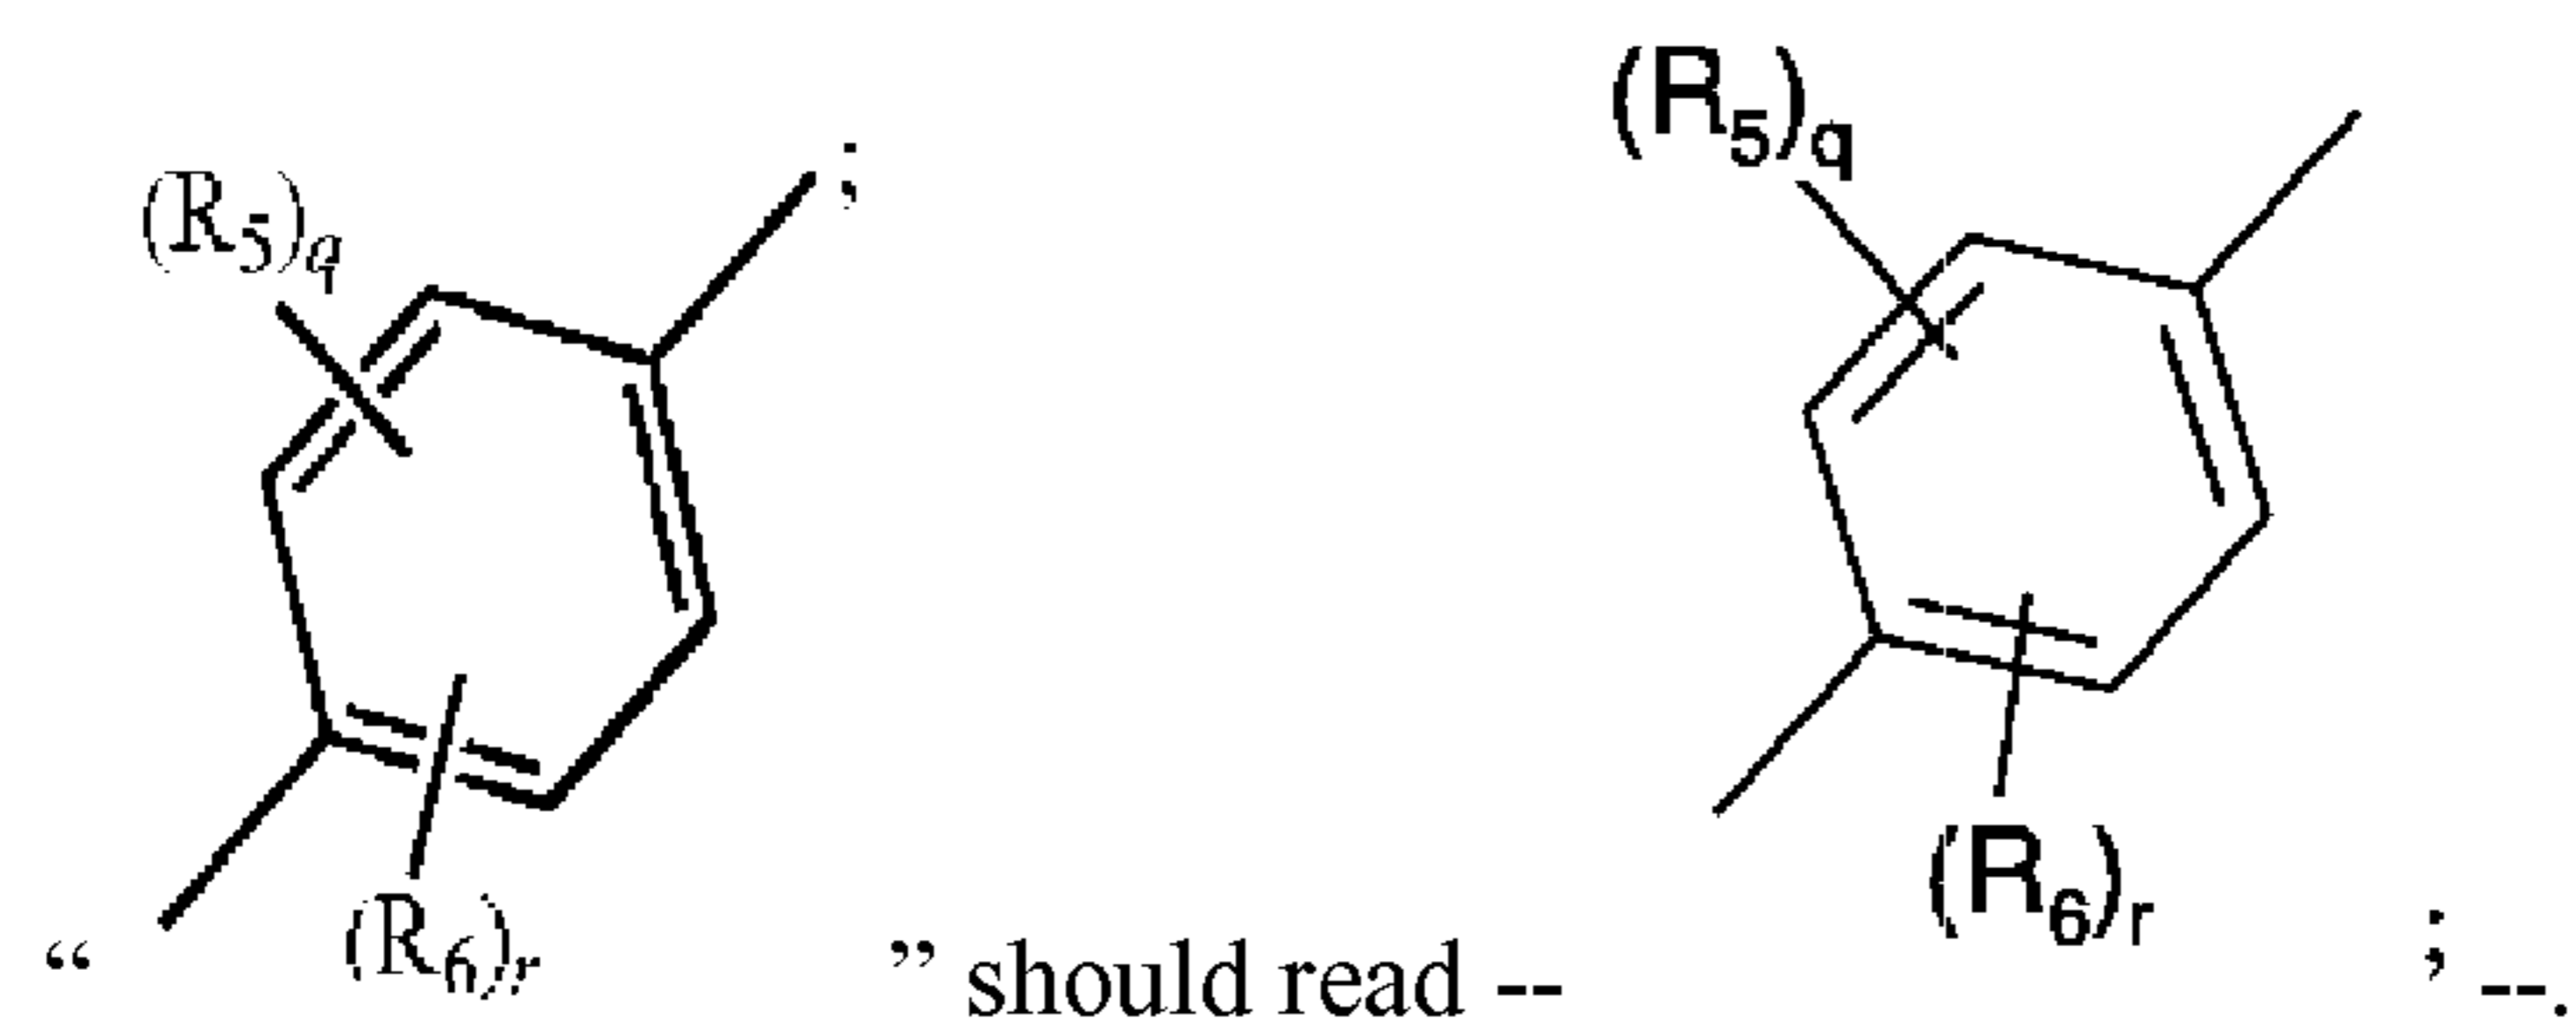 (R5)q
;
(R5)q
“ (R6)r ” should read -- (R6)r ; --.